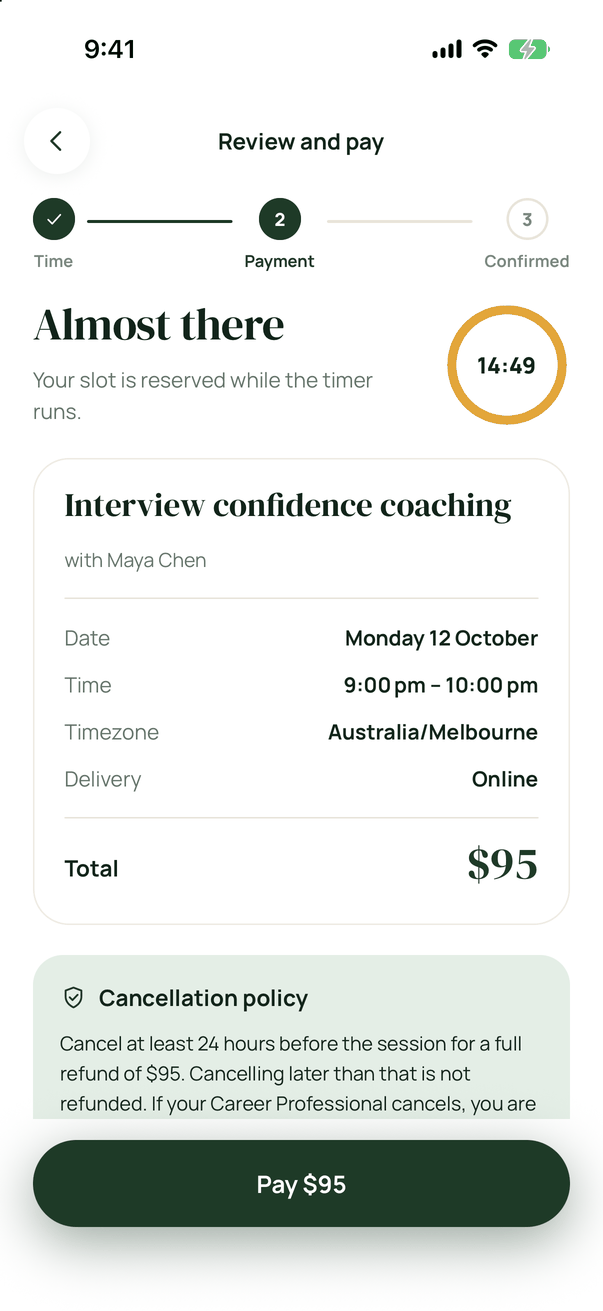 9:41
Review and pay
2
3
Time
Payment
Confirmed
Almost there
Your slot is reserved while the timer
runs.
14:49
Interview confidence coaching
with Maya Chen
Date
Monday 12 October
Time
9:00 pm – 10:00 pm
Timezone
Australia/Melbourne
Delivery
Online
Total
$95
Cancellation policy
Cancel at least 24 hours before the session for a full
refund of $95. Cancelling later than that is not
refunded. If your Career Professional cancels, you are
Pay $95